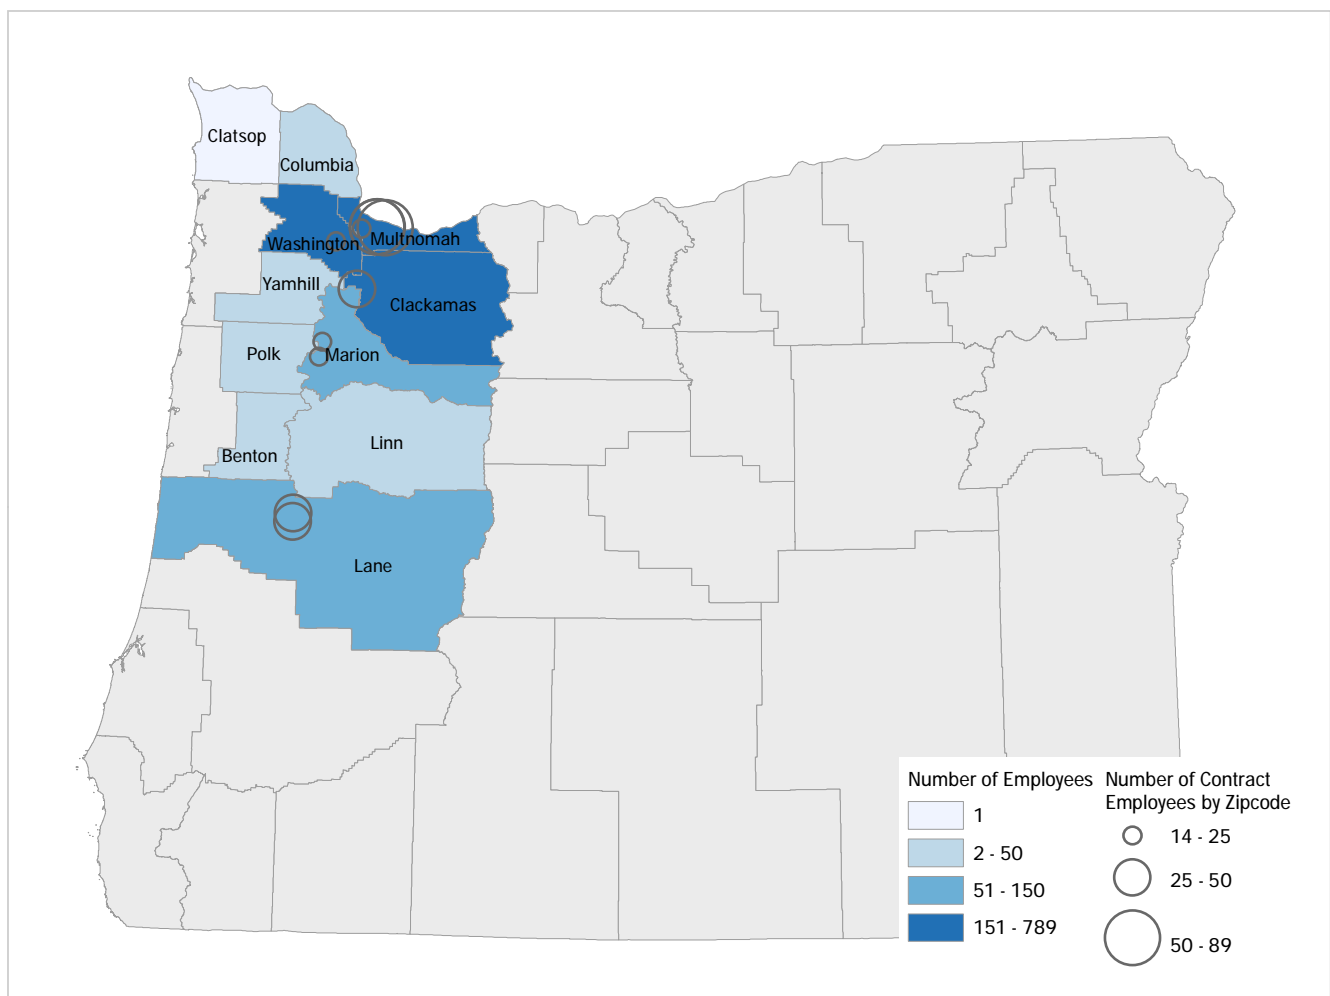 Clatsop
Columbia
Washington
Multnomah
Yamhill
Clackamas
Polk
Marion
Linn
Benton
Lane
Number of Employees
1
2 - 50
51 - 150
151 - 789
Number of Contract
Employees by Zipcode
14 - 25
25 - 50
50 - 89